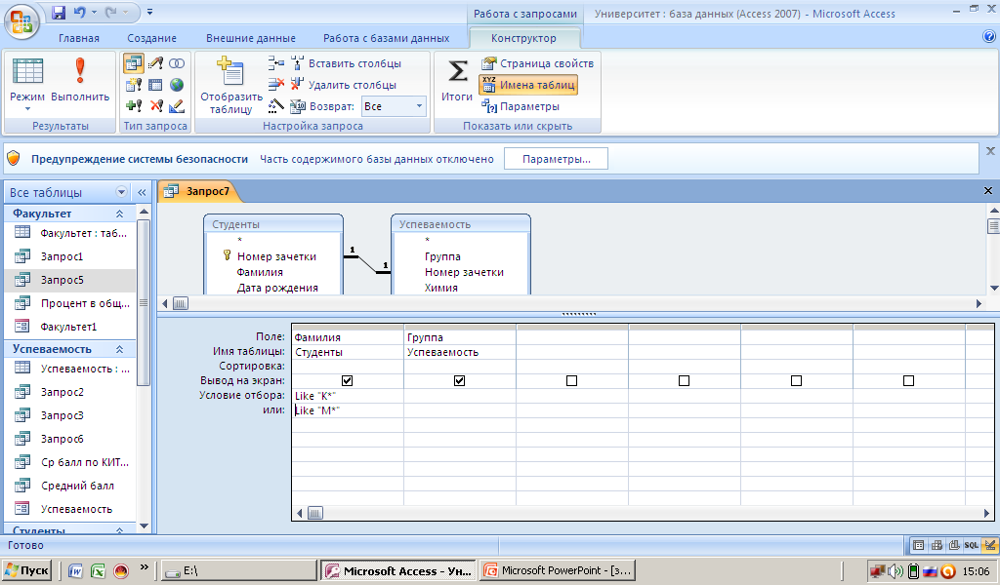 Работа с запросами
Университет : база данных (Access 2007) - Microsoft Access
Главная
Создание
Внешние данные
Работа с базами данных
Конструктор
Режим
Выполнить
Результаты
Тип запроса
Отобразить таблицу
Вставить столбцы
Удалить столбцы
Возврат: Все
Настройка запроса
Итоги
Страница свойств
XYZ Имена таблиц
Параметры
Показать или скрыть
Предупреждение системы безопасности Часть содержимого базы данных отключено Параметры...
Все таблицы
Факультет
Факультет : таб...
Запрос1
Запрос5
Процент в общ...
Факультет1
Успеваемость
Успеваемость : ...
Запрос2
Запрос3
Запрос6
Ср балл по КИТ...
Средний балл
Успеваемость
Студенты
Запрос7
Студенты
*
Номер зачетки
Фамилия
Дата рождения
1
1
Успеваемость
*
Группа
Номер зачетки
Химия
Поле: Фамилия Группа
Имя таблицы: Студенты Успеваемость
Сортировка:
Вывод на экран:
Условие отбора: Like "К*"
или: Like "М*"
Готово
SQL
Пуск
»
E:\
Microsoft Access - Ун...
Microsoft PowerPoint - [з...
15:06